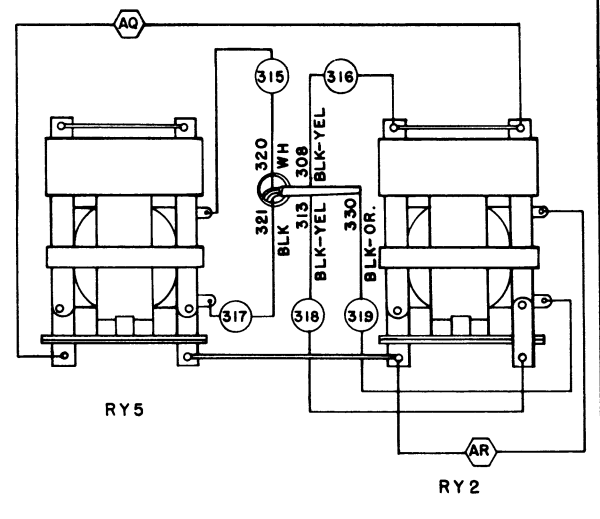 AQ
315
316
320
WH
308
BLK-YEL
321
BLK
313
BLK-YEL
330
BLK-OR.
317
318
319
RY5
AR
RY2